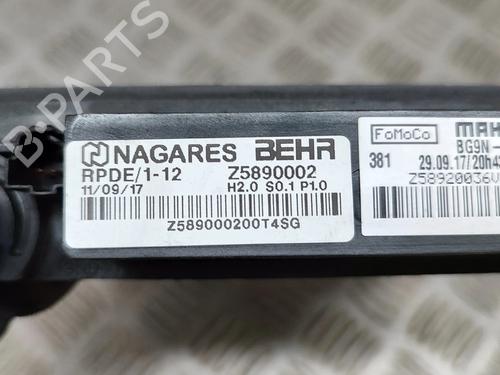 NAGARES BEHR
RPDE/1-12 Z5890002
11/09/17 H2.0 S0.1 P1.0
Z589000200T4SG
FoMoCo MAH
BG9N-
381 29.09.17/20h4
Z58920036V
B-PARTS